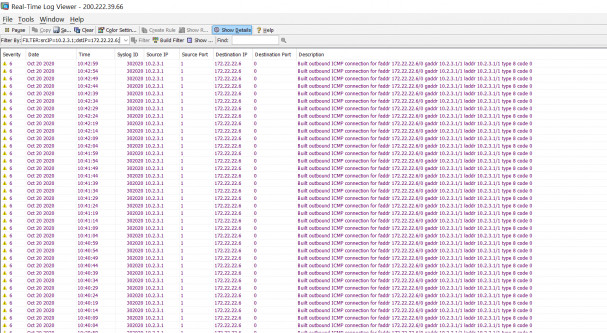 Real-Time Log Viewer - 200.22.39.66
File Tools Window Help
Pause Copy Se... Clear Color Settin... Create Rule Show R... Show Details ? Help
Filter By: FILTER:srcIP=10.2.3.1;dstIP=172.22.22.6; Filter Build Filter Show ... Find:
Severity Date Time Syslog ID Source IP Source Port Destination IP Destination Port Description
6 Oct 20 2020 10:42:59 302020 10.2.3.1 1 172.22.22.6 0 Built outbound ICMP connection for faddr 172.22.22.6/0 gaddr 10.2.3.1/1 laddr 10.2.3.1/1 type 8 code 0
6 Oct 20 2020 10:42:54 302020 10.2.3.1 1 172.22.22.6 0 Built outbound ICMP connection for faddr 172.22.22.6/0 gaddr 10.2.3.1/1 laddr 10.2.3.1/1 type 8 code 0
6 Oct 20 2020 10:42:49 302020 10.2.3.1 1 172.22.22.6 0 Built outbound ICMP connection for faddr 172.22.22.6/0 gaddr 10.2.3.1/1 laddr 10.2.3.1/1 type 8 code 0
6 Oct 20 2020 10:42:44 302020 10.2.3.1 1 172.22.22.6 0 Built outbound ICMP connection for faddr 172.22.22.6/0 gaddr 10.2.3.1/1 laddr 10.2.3.1/1 type 8 code 0
6 Oct 20 2020 10:42:39 302020 10.2.3.1 1 172.22.22.6 0 Built outbound ICMP connection for faddr 172.22.22.6/0 gaddr 10.2.3.1/1 laddr 10.2.3.1/1 type 8 code 0
6 Oct 20 2020 10:42:34 302020 10.2.3.1 1 172.22.22.6 0 Built outbound ICMP connection for faddr 172.22.22.6/0 gaddr 10.2.3.1/1 laddr 10.2.3.1/1 type 8 code 0
6 Oct 20 2020 10:42:29 302020 10.2.3.1 1 172.22.22.6 0 Built outbound ICMP connection for faddr 172.22.22.6/0 gaddr 10.2.3.1/1 laddr 10.2.3.1/1 type 8 code 0
6 Oct 20 2020 10:42:24 302020 10.2.3.1 1 172.22.22.6 0 Built outbound ICMP connection for faddr 172.22.22.6/0 gaddr 10.2.3.1/1 laddr 10.2.3.1/1 type 8 code 0
6 Oct 20 2020 10:42:19 302020 10.2.3.1 1 172.22.22.6 0 Built outbound ICMP connection for faddr 172.22.22.6/0 gaddr 10.2.3.1/1 laddr 10.2.3.1/1 type 8 code 0
6 Oct 20 2020 10:42:14 302020 10.2.3.1 1 172.22.22.6 0 Built outbound ICMP connection for faddr 172.22.22.6/0 gaddr 10.2.3.1/1 laddr 10.2.3.1/1 type 8 code 0
6 Oct 20 2020 10:42:09 302020 10.2.3.1 1 172.22.22.6 0 Built outbound ICMP connection for faddr 172.22.22.6/0 gaddr 10.2.3.1/1 laddr 10.2.3.1/1 type 8 code 0
6 Oct 20 2020 10:42:04 302020 10.2.3.1 1 172.22.22.6 0 Built outbound ICMP connection for faddr 172.22.22.6/0 gaddr 10.2.3.1/1 laddr 10.2.3.1/1 type 8 code 0
6 Oct 20 2020 10:41:59 302020 10.2.3.1 1 172.22.22.6 0 Built outbound ICMP connection for faddr 172.22.22.6/0 gaddr 10.2.3.1/1 laddr 10.2.3.1/1 type 8 code 0
6 Oct 20 2020 10:41:54 302020 10.2.3.1 1 172.22.22.6 0 Built outbound ICMP connection for faddr 172.22.22.6/0 gaddr 10.2.3.1/1 laddr 10.2.3.1/1 type 8 code 0
6 Oct 20 2020 10:41:49 302020 10.2.3.1 1 172.22.22.6 0 Built outbound ICMP connection for faddr 172.22.22.6/0 gaddr 10.2.3.1/1 laddr 10.2.3.1/1 type 8 code 0
6 Oct 20 2020 10:41:44 302020 10.2.3.1 1 172.22.22.6 0 Built outbound ICMP connection for faddr 172.22.22.6/0 gaddr 10.2.3.1/1 laddr 10.2.3.1/1 type 8 code 0
6 Oct 20 2020 10:41:39 302020 10.2.3.1 1 172.22.22.6 0 Built outbound ICMP connection for faddr 172.22.22.6/0 gaddr 10.2.3.1/1 laddr 10.2.3.1/1 type 8 code 0
6 Oct 20 2020 10:41:34 302020 10.2.3.1 1 172.22.22.6 0 Built outbound ICMP connection for faddr 172.22.22.6/0 gaddr 10.2.3.1/1 laddr 10.2.3.1/1 type 8 code 0
6 Oct 20 2020 10:41:29 302020 10.2.3.1 1 172.22.22.6 0 Built outbound ICMP connection for faddr 172.22.22.6/0 gaddr 10.2.3.1/1 laddr 10.2.3.1/1 type 8 code 0
6 Oct 20 2020 10:41:24 302020 10.2.3.1 1 172.22.22.6 0 Built outbound ICMP connection for faddr 172.22.22.6/0 gaddr 10.2.3.1/1 laddr 10.2.3.1/1 type 8 code 0
6 Oct 20 2020 10:41:19 302020 10.2.3.1 1 172.22.22.6 0 Built outbound ICMP connection for faddr 172.22.22.6/0 gaddr 10.2.3.1/1 laddr 10.2.3.1/1 type 8 code 0
6 Oct 20 2020 10:41:14 302020 10.2.3.1 1 172.22.22.6 0 Built outbound ICMP connection for faddr 172.22.22.6/0 gaddr 10.2.3.1/1 laddr 10.2.3.1/1 type 8 code 0
6 Oct 20 2020 10:41:09 302020 10.2.3.1 1 172.22.22.6 0 Built outbound ICMP connection for faddr 172.22.22.6/0 gaddr 10.2.3.1/1 laddr 10.2.3.1/1 type 8 code 0
6 Oct 20 2020 10:41:04 302020 10.2.3.1 1 172.22.22.6 0 Built outbound ICMP connection for faddr 172.22.22.6/0 gaddr 10.2.3.1/1 laddr 10.2.3.1/1 type 8 code 0
6 Oct 20 2020 10:40:59 302020 10.2.3.1 1 172.22.22.6 0 Built outbound ICMP connection for faddr 172.22.22.6/0 gaddr 10.2.3.1/1 laddr 10.2.3.1/1 type 8 code 0
6 Oct 20 2020 10:40:54 302020 10.2.3.1 1 172.22.22.6 0 Built outbound ICMP connection for faddr 172.22.22.6/0 gaddr 10.2.3.1/1 laddr 10.2.3.1/1 type 8 code 0
6 Oct 20 2020 10:40:49 302020 10.2.3.1 1 172.22.22.6 0 Built outbound ICMP connection for faddr 172.22.22.6/0 gaddr 10.2.3.1/1 laddr 10.2.3.1/1 type 8 code 0
6 Oct 20 2020 10:40:44 302020 10.2.3.1 1 172.22.22.6 0 Built outbound ICMP connection for faddr 172.22.22.6/0 gaddr 10.2.3.1/1 laddr 10.2.3.1/1 type 8 code 0
6 Oct 20 2020 10:40:39 302020 10.2.3.1 1 172.22.22.6 0 Built outbound ICMP connection for faddr 172.22.22.6/0 gaddr 10.2.3.1/1 laddr 10.2.3.1/1 type 8 code 0
6 Oct 20 2020 10:40:34 302020 10.2.3.1 1 172.22.22.6 0 Built outbound ICMP connection for faddr 172.22.22.6/0 gaddr 10.2.3.1/1 laddr 10.2.3.1/1 type 8 code 0
6 Oct 20 2020 10:40:29 302020 10.2.3.1 1 172.22.22.6 0 Built outbound ICMP connection for faddr 172.22.22.6/0 gaddr 10.2.3.1/1 laddr 10.2.3.1/1 type 8 code 0
6 Oct 20 2020 10:40:24 302020 10.2.3.1 1 172.22.22.6 0 Built outbound ICMP connection for faddr 172.22.22.6/0 gaddr 10.2.3.1/1 laddr 10.2.3.1/1 type 8 code 0
6 Oct 20 2020 10:40:19 302020 10.2.3.1 1 172.22.22.6 0 Built outbound ICMP connection for faddr 172.22.22.6/0 gaddr 10.2.3.1/1 laddr 10.2.3.1/1 type 8 code 0
6 Oct 20 2020 10:40:14 302020 10.2.3.1 1 172.22.22.6 0 Built outbound ICMP connection for faddr 172.22.22.6/0 gaddr 10.2.3.1/1 laddr 10.2.3.1/1 type 8 code 0
6 Oct 20 2020 10:40:09 302020 10.2.3.1 1 172.22.22.6 0 Built outbound ICMP connection for faddr 172.22.22.6/0 gaddr 10.2.3.1/1 laddr 10.2.3.1/1 type 8 code 0
6 Oct 20 2020 10:40:04 302020 10.2.3.1 1 172.22.22.6 0 Built outbound ICMP connection for faddr 172.22.22.6/0 gaddr 10.2.3.1/1 laddr 10.2.3.1/1 type 8 code 0